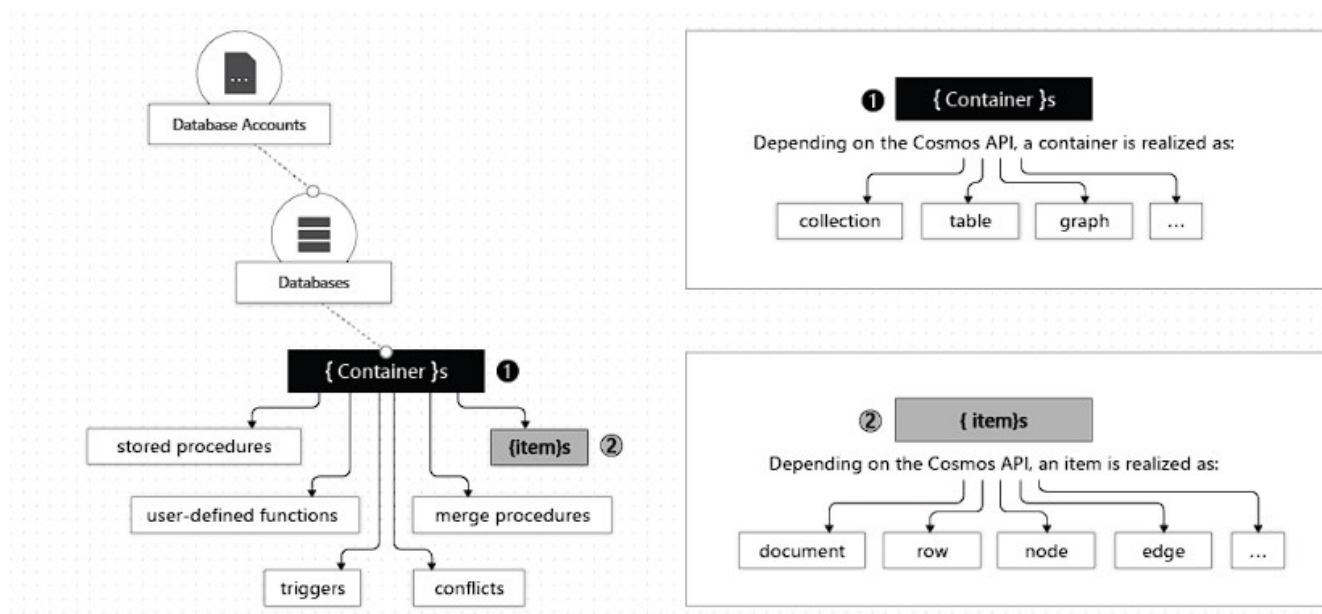 ...
Database Accounts
Databases
{ Container }s 1
stored procedures
{item}s 2
user-defined functions
merge procedures
triggers
conflicts
1 { Container }s
Depending on the Cosmos API, a container is realized as:
collection
table
graph
...
2 { item}s
Depending on the Cosmos API, an item is realized as:
document
row
node
edge
...